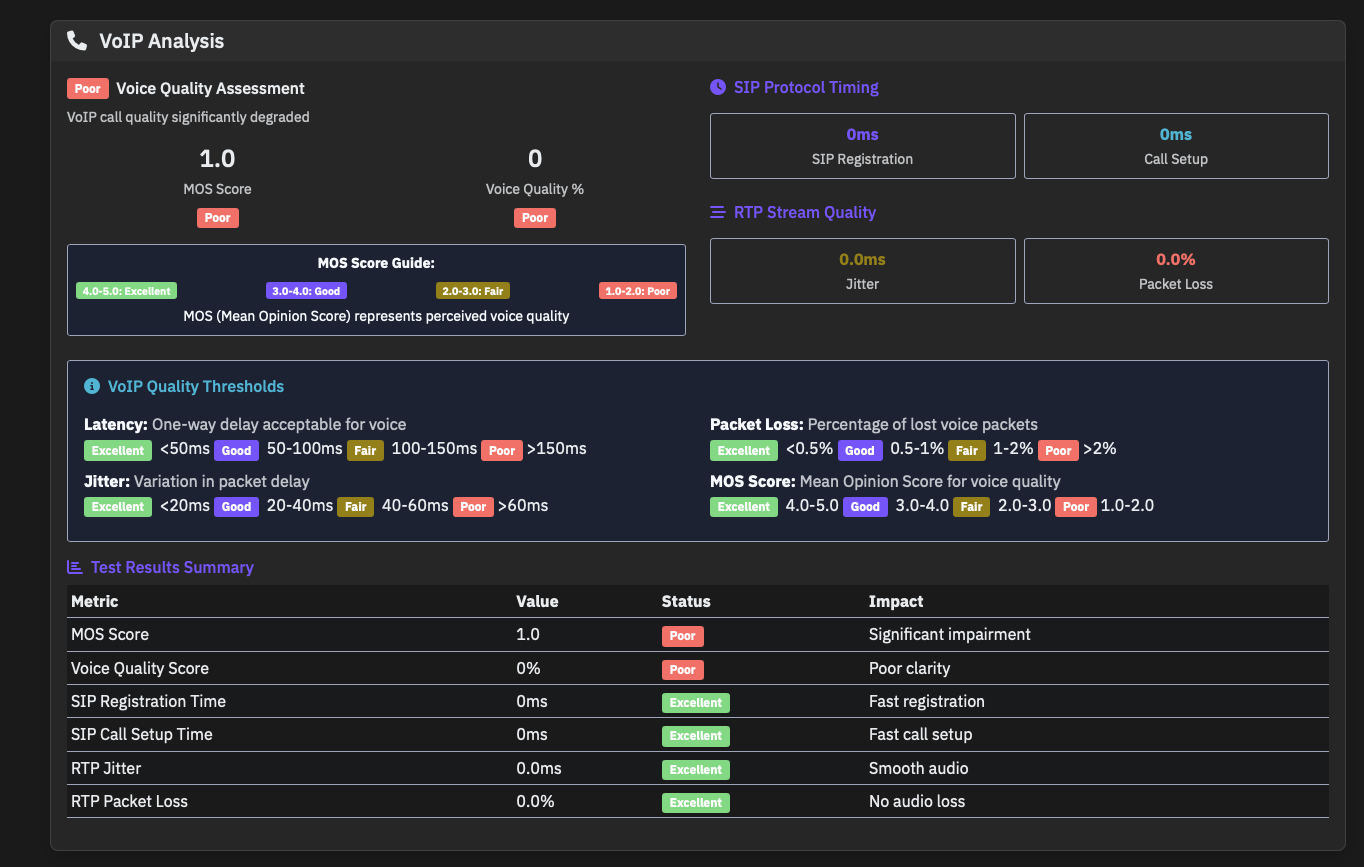 VoIP Analysis
Poor Voice Quality Assessment
VoIP call quality significantly degraded
1.0
MOS Score
Poor
0
Voice Quality %
Poor
MOS Score Guide:
4.0-5.0: Excellent 3.0-4.0: Good 2.0-3.0: Fair 1.0-2.0: Poor
MOS (Mean Opinion Score) represents perceived voice quality
SIP Protocol Timing
0ms
SIP Registration
0ms
Call Setup
RTP Stream Quality
0.0ms
Jitter
0.0%
Packet Loss
VoIP Quality Thresholds
Latency: One-way delay acceptable for voice
Excellent <50ms Good 50-100ms Fair 100-150ms Poor >150ms
Jitter: Variation in packet delay
Excellent <20ms Good 20-40ms Fair 40-60ms Poor >60ms
Packet Loss: Percentage of lost voice packets
Excellent <0.5% Good 0.5-1% Fair 1-2% Poor >2%
MOS Score: Mean Opinion Score for voice quality
Excellent 4.0-5.0 Good 3.0-4.0 Fair 2.0-3.0 Poor 1.0-2.0
Test Results Summary
Metric Value Status Impact
MOS Score 1.0 Poor Significant impairment
Voice Quality Score 0% Poor Poor clarity
SIP Registration Time 0ms Excellent Fast registration
SIP Call Setup Time 0ms Excellent Fast call setup
RTP Jitter 0.0ms Excellent Smooth audio
RTP Packet Loss 0.0% Excellent No audio loss